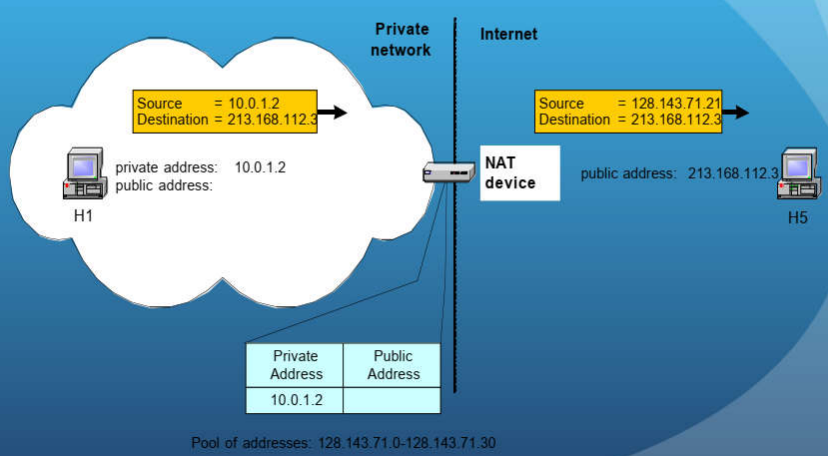 Private
network
Internet
Source = 10.0.1.2
Destination = 213.168.112.3
Source = 128.143.71.21
Destination = 213.168.112.3
private address: 10.0.1.2
public address:
H1
NAT
device
public address: 213.168.112.3
H5
Private
Address
Public
Address
10.0.1.2
Pool of addresses: 128.143.71.0-128.143.71.30